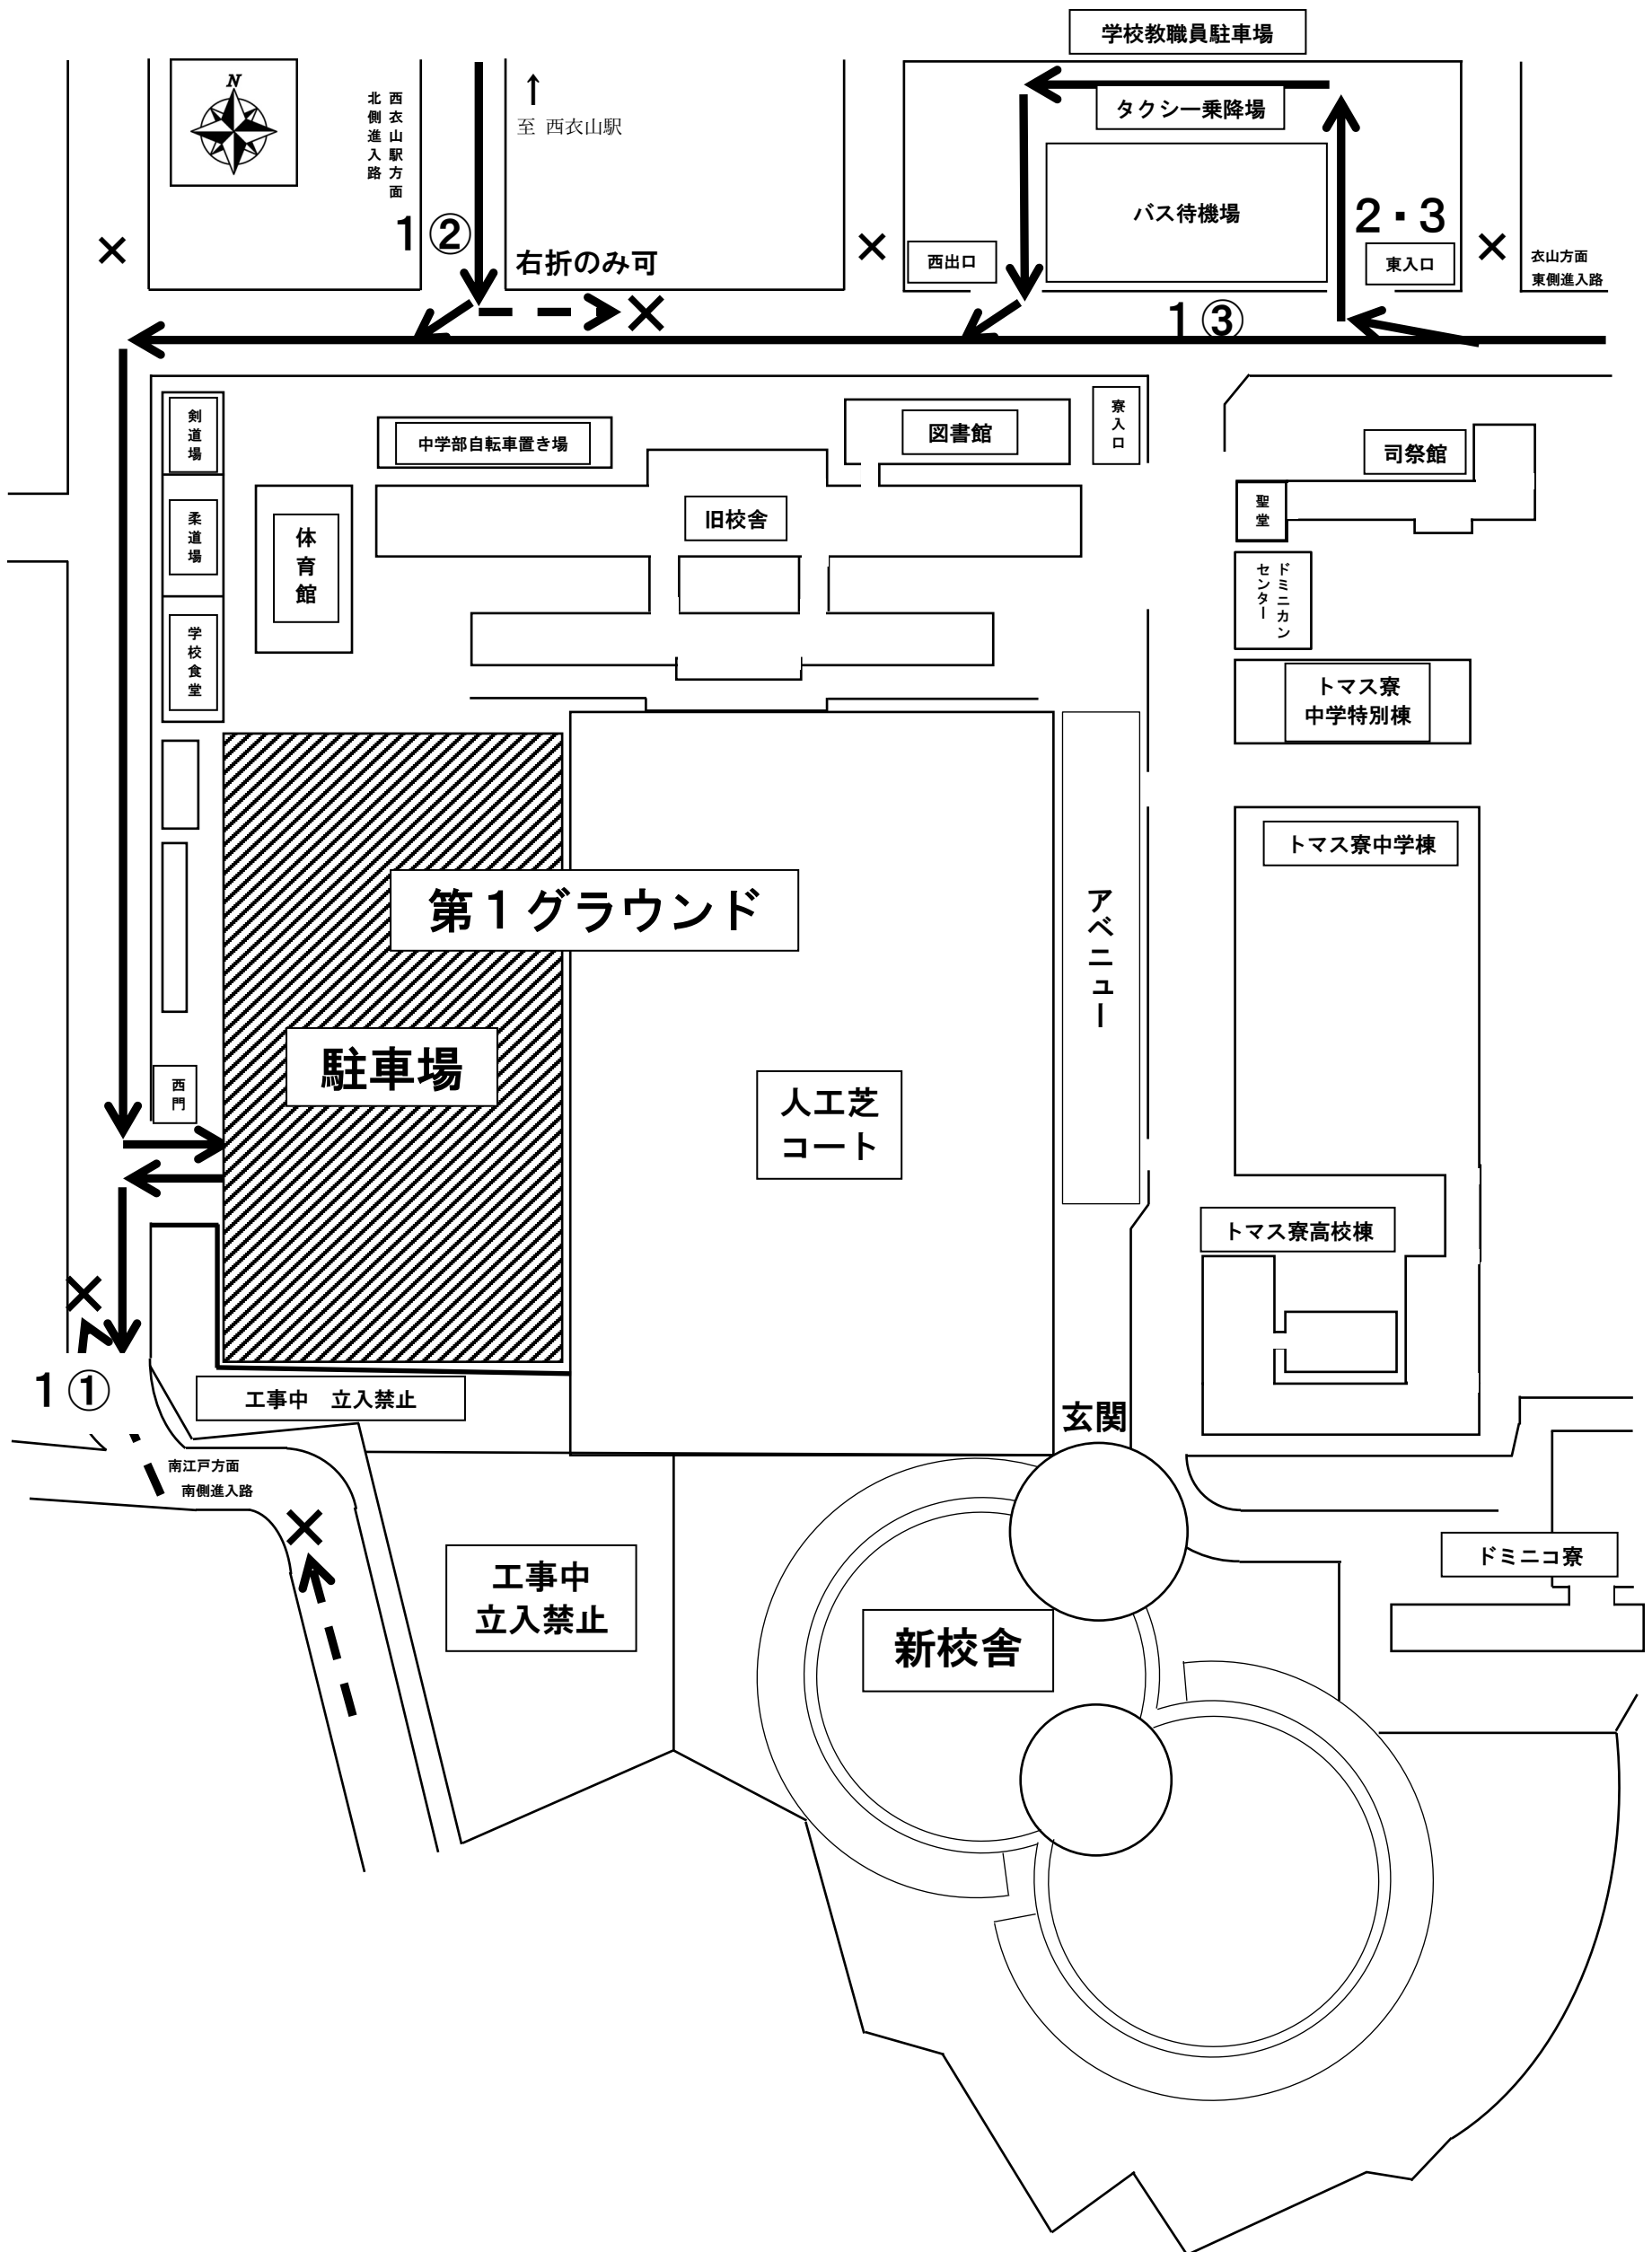 学校教職員駐車場
N
西衣山駅方面
北側進入路
↑
至 西衣山駅
タクシー乗降場
バス待機場
1②
2・3
右折のみ可
西出口
東入口
衣山方面
東側進入路
1③
剣道場
中学部自転車置き場
図書館
寮入口
司祭館
柔道場
体育館
旧校舎
聖堂
ドミニカン
センター
学校食堂
トマス寮
中学特別棟
トマス寮中学棟
第1グラウンド
アベニュー
駐車場
西門
人工芝
コート
トマス寮高校棟
1①
工事中 立入禁止
玄関
南江戸方面
南側進入路
ドミニコ寮
工事中
立入禁止
新校舎